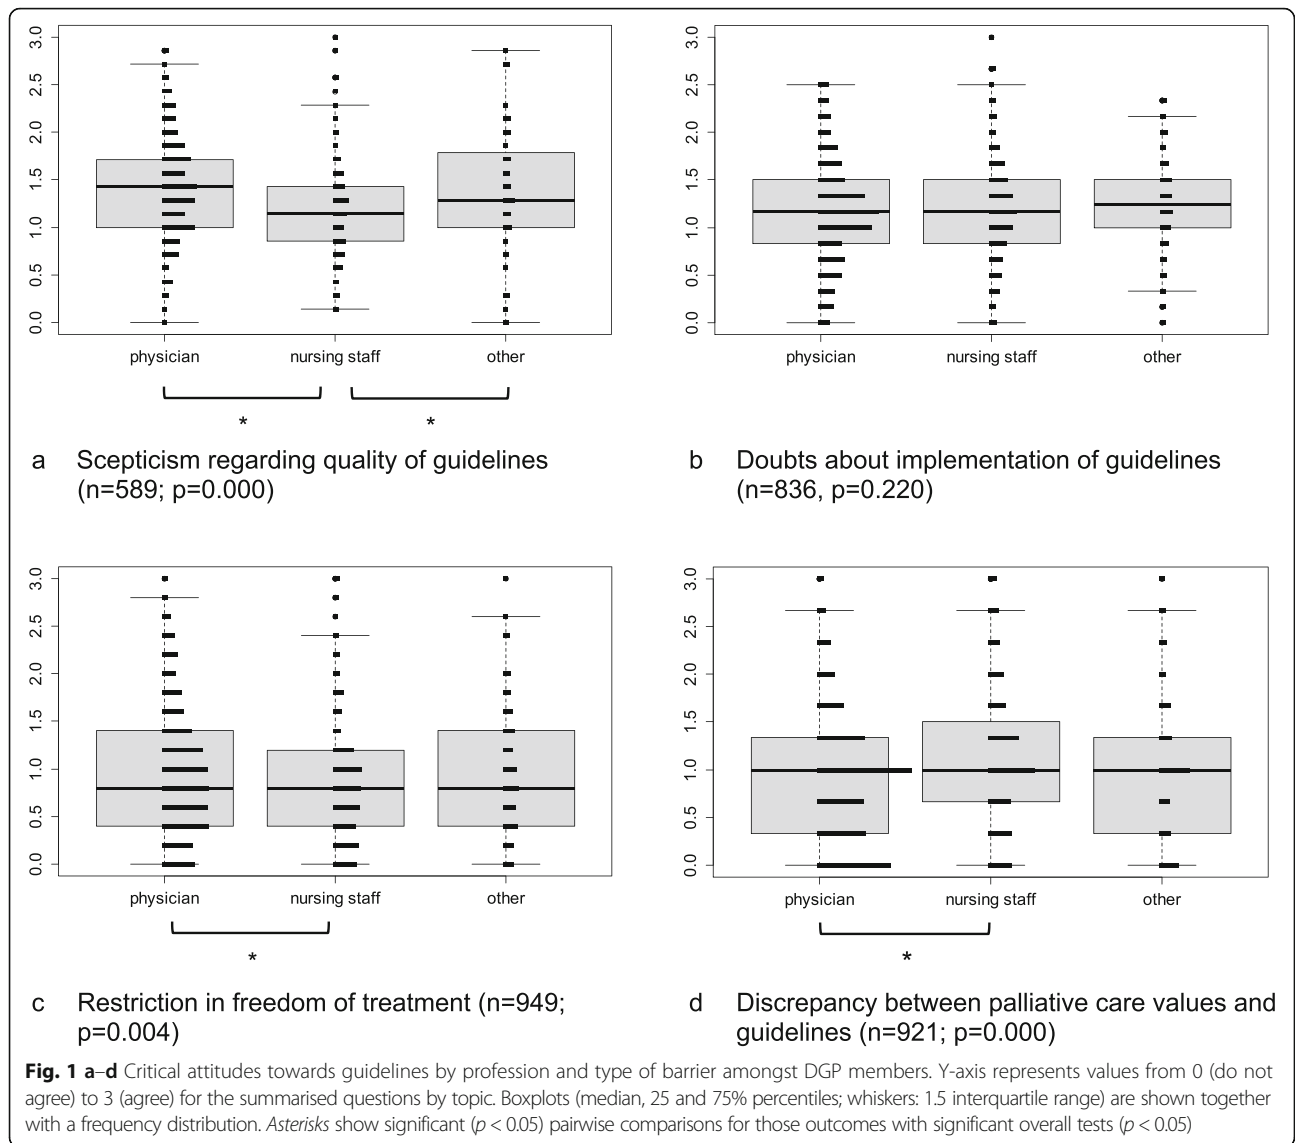 3.0
2.5
2.0
1.5
1.0
0.5
0.0
physician nursing staff other
* *
a Scepticism regarding quality of guidelines
(n=589; p=0.000)
3.0
2.5
2.0
1.5
1.0
0.5
0.0
physician nursing staff other
b Doubts about implementation of guidelines
(n=836, p=0.220)
3.0
2.5
2.0
1.5
1.0
0.5
0.0
physician nursing staff other
*
c Restriction in freedom of treatment (n=949;
p=0.004)
3.0
2.5
2.0
1.5
1.0
0.5
0.0
physician nursing staff other
*
d Discrepancy between palliative care values and
guidelines (n=921; p=0.000)
Fig. 1 a–d Critical attitudes towards guidelines by profession and type of barrier amongst DGP members. Y-axis represents values from 0 (do not
agree) to 3 (agree) for the summarised questions by topic. Boxplots (median, 25 and 75% percentiles; whiskers: 1.5 interquartile range) are shown together
with a frequency distribution. Asterisks show significant (p < 0.05) pairwise comparisons for those outcomes with significant overall tests (p < 0.05)